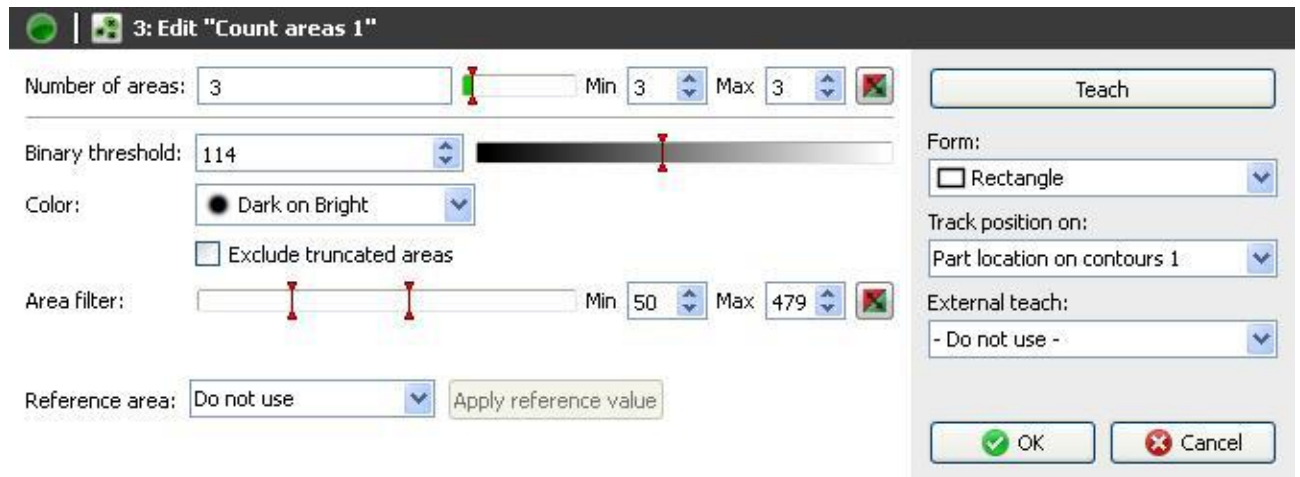 3: Edit "Count areas 1"
Number of areas: 3 Min 3 Max 3
Teach
Binary threshold: 114
Form:
Rectangle
Color: Dark on Bright
Track position on:
Exclude truncated areas
Part location on contours 1
Area filter: Min 50 Max 479
External teach:
- Do not use -
Reference area: Do not use Apply reference value
OK Cancel